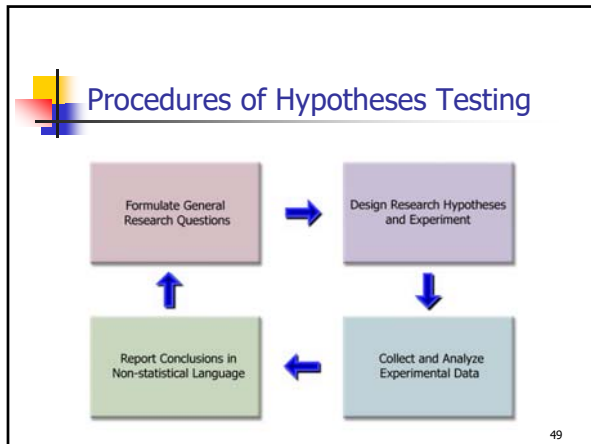 Procedures of Hypotheses Testing
Formulate General
Research Questions
Design Research Hypotheses
and Experiment
Report Conclusions in
Non-statistical Language
Collect and Analyze
Experimental Data
49